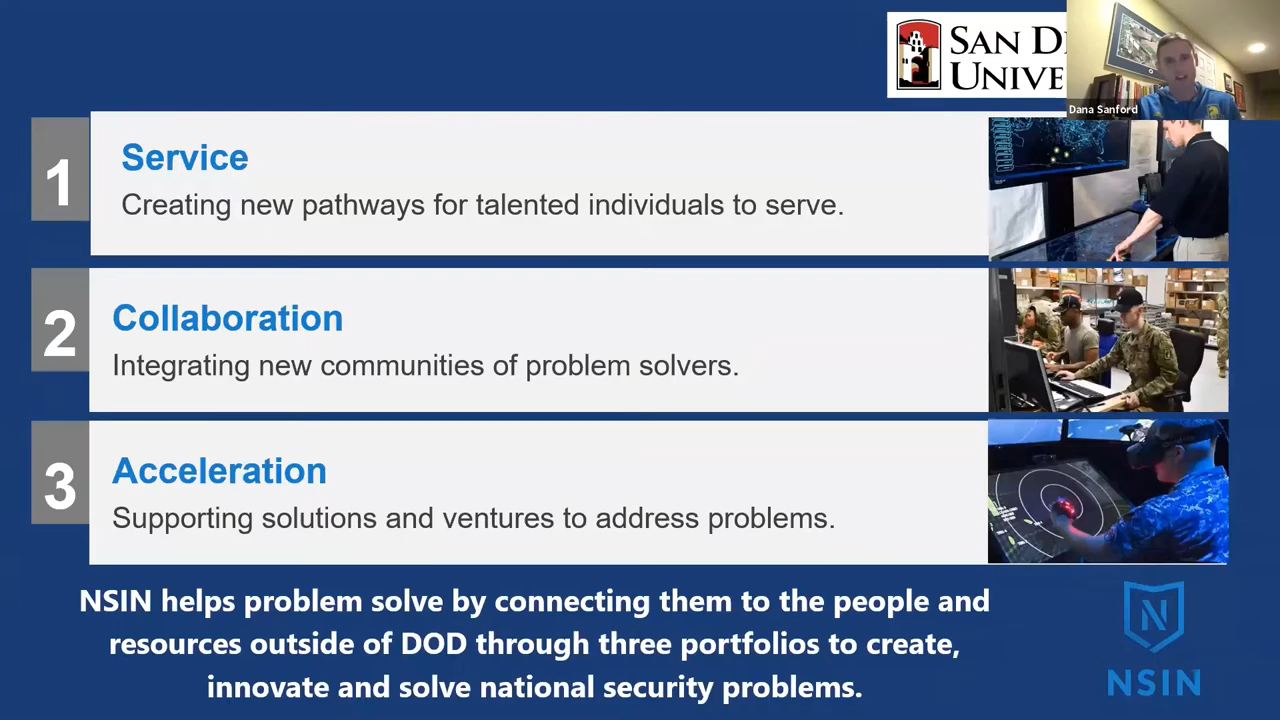 SAN DI
UNIVE
Dana Sanford
1
Service
Creating new pathways for talented individuals to serve.
2
Collaboration
Integrating new communities of problem solvers.
3
Acceleration
Supporting solutions and ventures to address problems.
NSIN helps problem solve by connecting them to the people and
resources outside of DOD through three portfolios to create,
innovate and solve national security problems.
N
NSIN